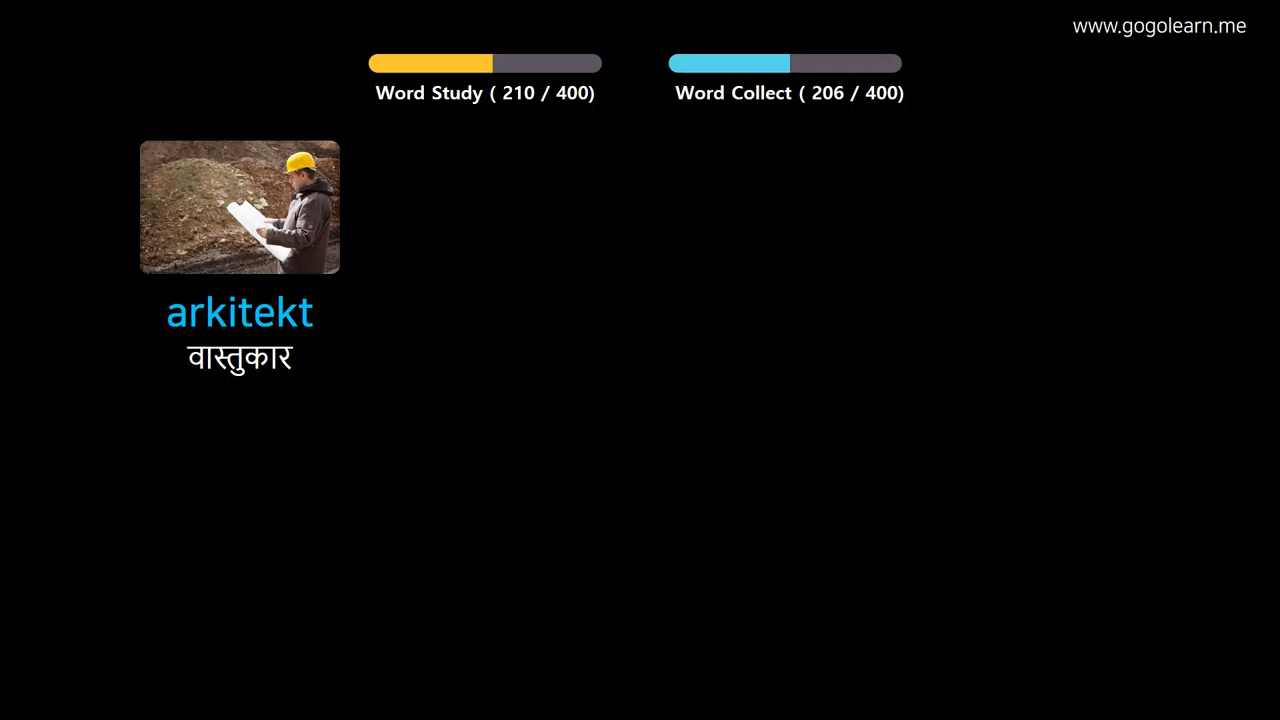 www.gogolearn.me
Word Study ( 210 / 400)
Word Collect ( 206 / 400)
arkitekt
वास्तुकार